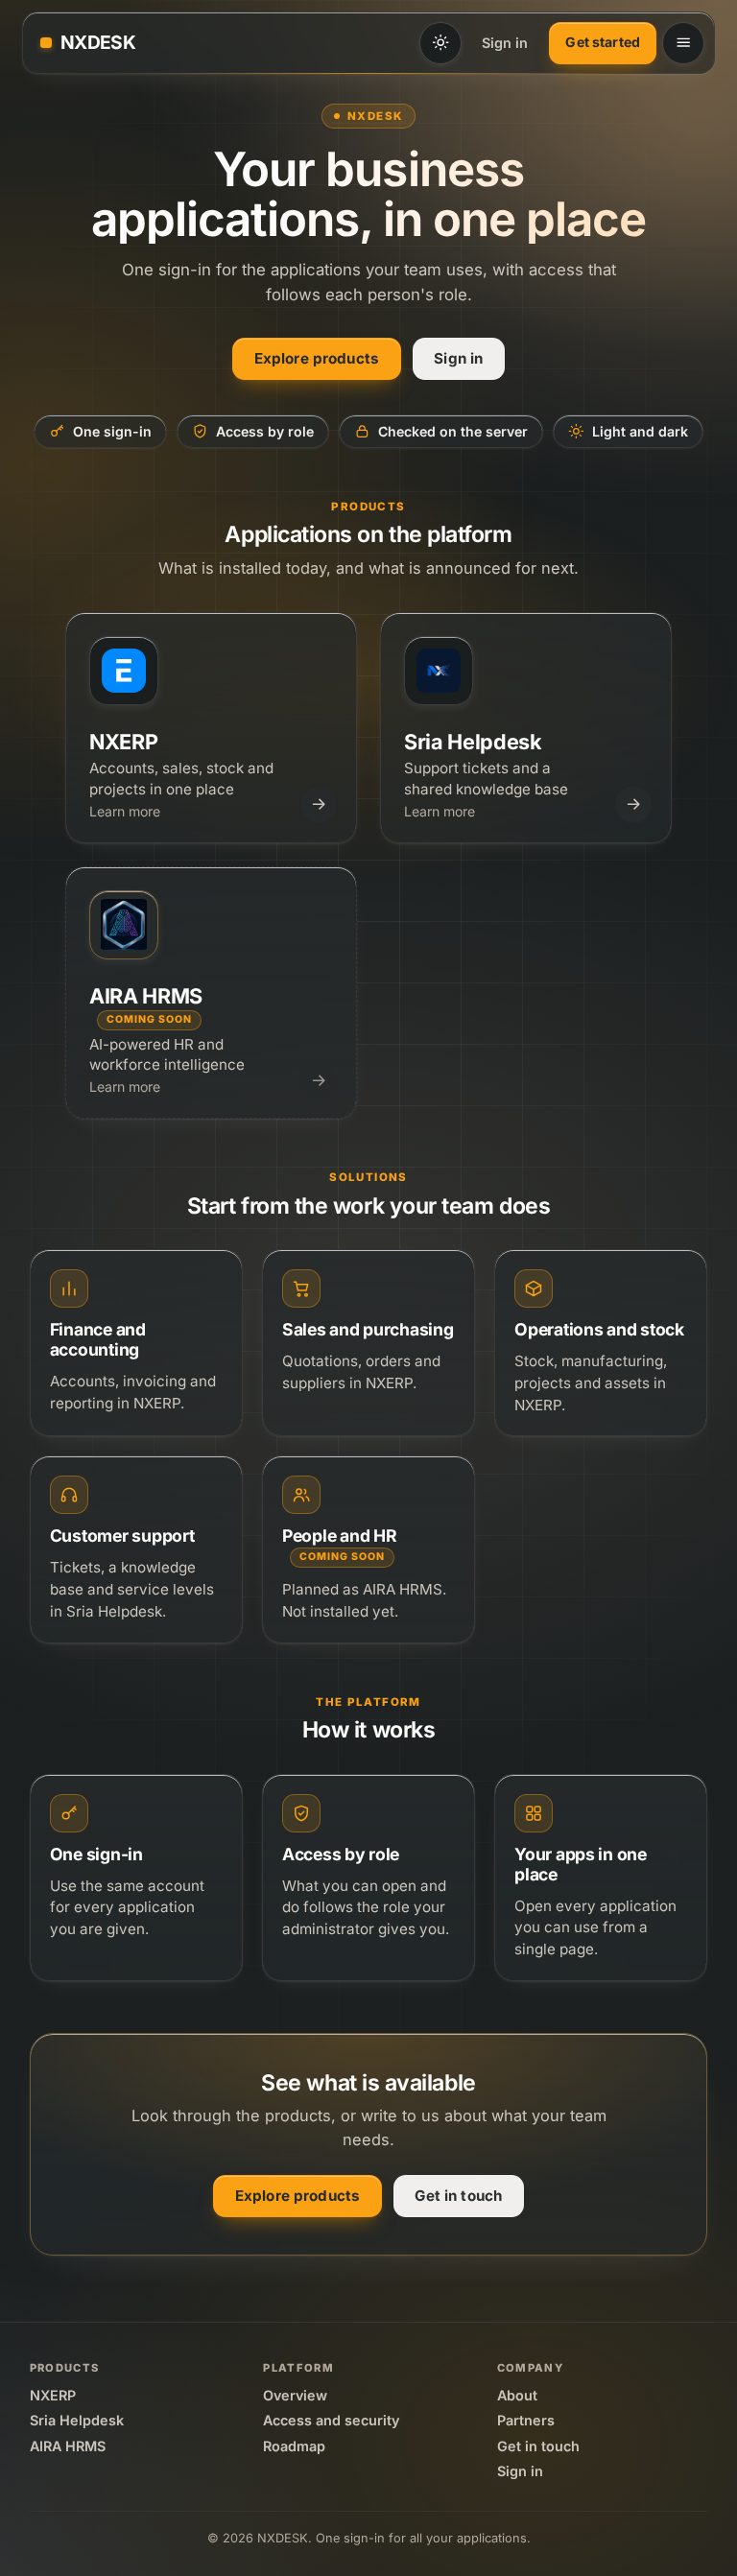 NXDESK
Sign in
Get started
NXDESK
Your business
applications, in one place
One sign-in for the applications your team uses, with access that
follows each person's role.
Explore products
Sign in
One sign-in
Access by role
Checked on the server
Light and dark
PRODUCTS
Applications on the platform
What is installed today, and what is announced for next.
E
NXERP
Accounts, sales, stock and
projects in one place
Learn more
NX
Sria Helpdesk
Support tickets and a
shared knowledge base
Learn more
AIRA HRMS
COMING SOON
AI-powered HR and
workforce intelligence
Learn more
SOLUTIONS
Start from the work your team does
Finance and
accounting
Accounts, invoicing and
reporting in NXERP.
Sales and purchasing
Quotations, orders and
suppliers in NXERP.
Operations and stock
Stock, manufacturing,
projects and assets in
NXERP.
Customer support
Tickets, a knowledge
base and service levels
in Sria Helpdesk.
People and HR
COMING SOON
Planned as AIRA HRMS.
Not installed yet.
THE PLATFORM
How it works
One sign-in
Use the same account
for every application
you are given.
Access by role
What you can open and
do follows the role your
administrator gives you.
Your apps in one
place
Open every application
you can use from a
single page.
See what is available
Look through the products, or write to us about what your team
needs.
Explore products
Get in touch
PRODUCTS
NXERP
Sria Helpdesk
AIRA HRMS
PLATFORM
Overview
Access and security
Roadmap
COMPANY
About
Partners
Get in touch
Sign in
© 2026 NXDESK. One sign-in for all your applications.